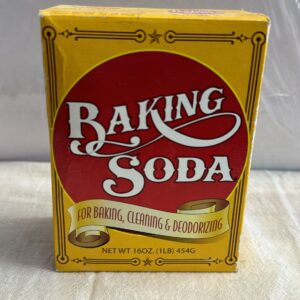 BAKING
SODA
FOR BAKING, CLEANING & DEODORIZING
NET WT 16OZ. (1LB) 454G